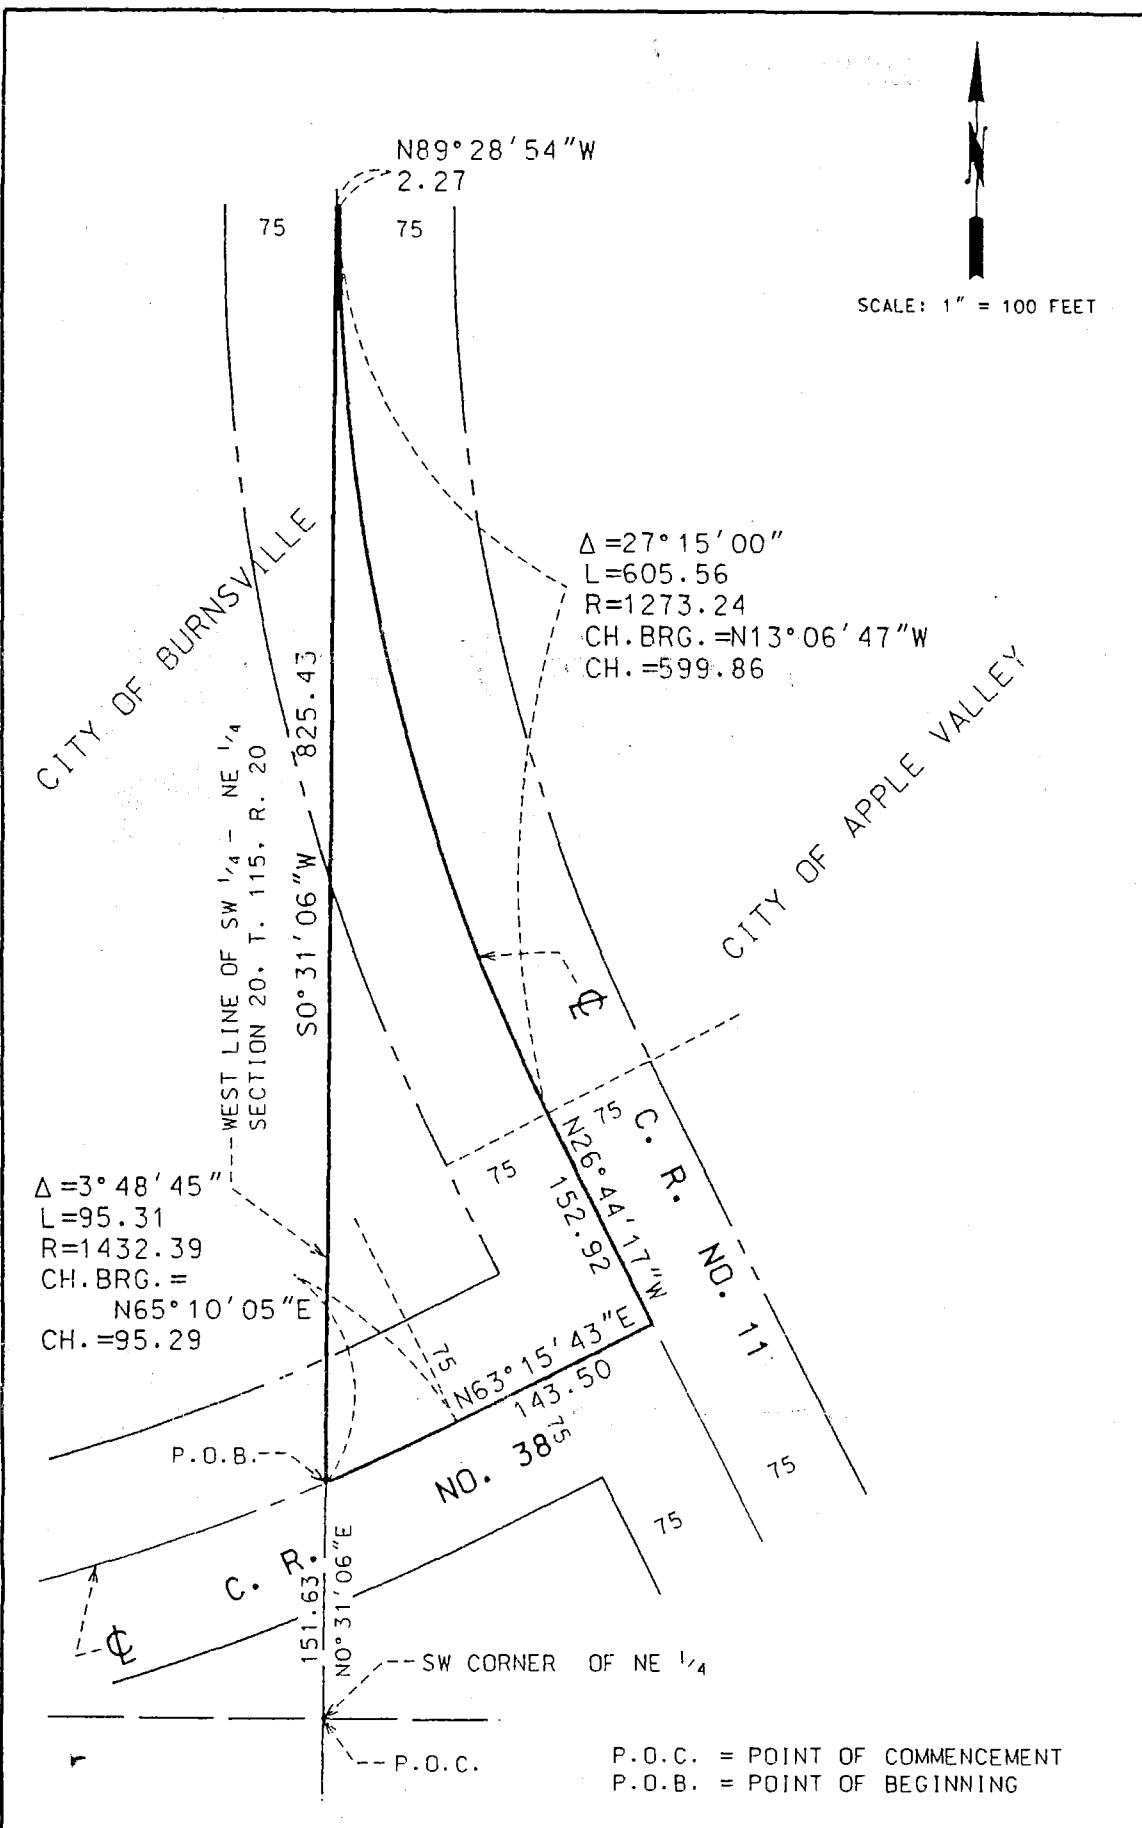 N89°28'54"W
2.27
75
75
N
SCALE: 1" = 100 FEET
CITY OF BURNSVILLE
Δ=27°15'00"
L=605.56
R=1273.24
CH.BRG.=N13°06'47"W
CH.=599.86
CITY OF APPLE VALLEY
S0°31'06"W 825.43
WEST LINE OF SW 1/4 - NE 1/4
SECTION 20. T. 115. R. 20
℄
75
75
N26°44'17"W
152.92
C. R. NO. 11
Δ=3°48'45"
L=95.31
R=1432.39
CH.BRG.=
N65°10'05"E
CH.=95.29
75
N63°15'43"E
143.50
75
P.O.B.
C. R. NO. 38
75
75
151.63
N0°31'06"E
℄
SW CORNER OF NE 1/4
P.O.C.
P.O.C. = POINT OF COMMENCEMENT
P.O.B. = POINT OF BEGINNING